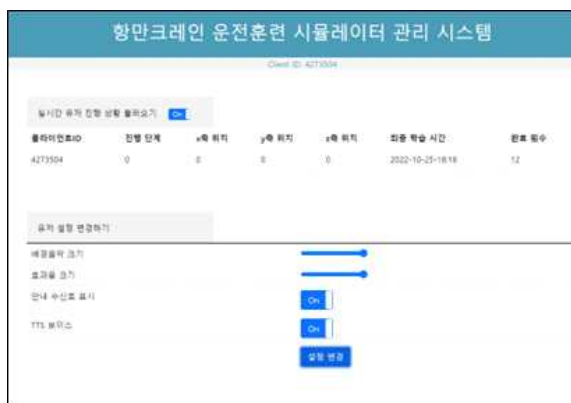 항만크레인 운전훈련 시뮬레이터 관리 시스템
Client ID: 4273504
실시간 유저 진행 상황 불러오기 On
클라이언트ID 진행 단계 x축 위치 y축 위치 z축 위치 최종 학습 시간 완료 횟수
4273504 0 0 0 0 2022-10-25-18:18 12
유저 설정 변경하기
배경음악 크기
효과음 크기
안내 수신호 표시 On
TTS 보이스 On
설정 변경